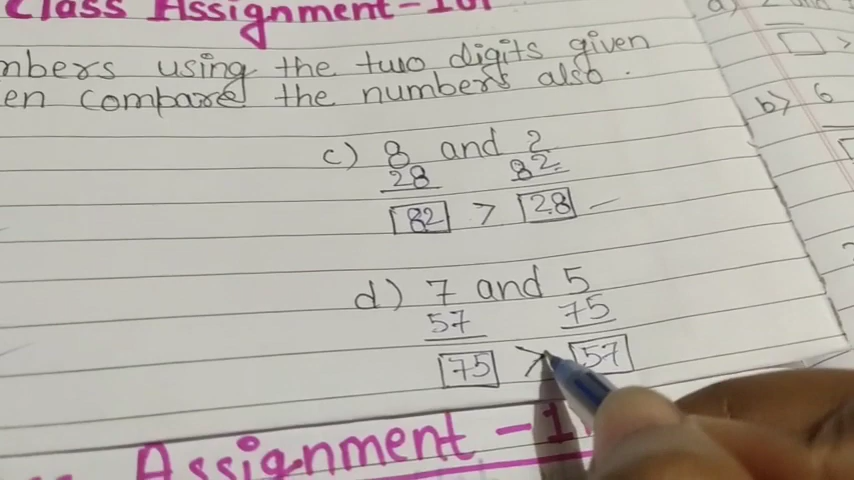 Class Assignment-
mbers using the two digits given
en compare the numbers also.
c) 8 and 2
28 82
82 > 28
d) 7 and 5
57 75
75 > 57
Assignment -1
a)
>
b) 6